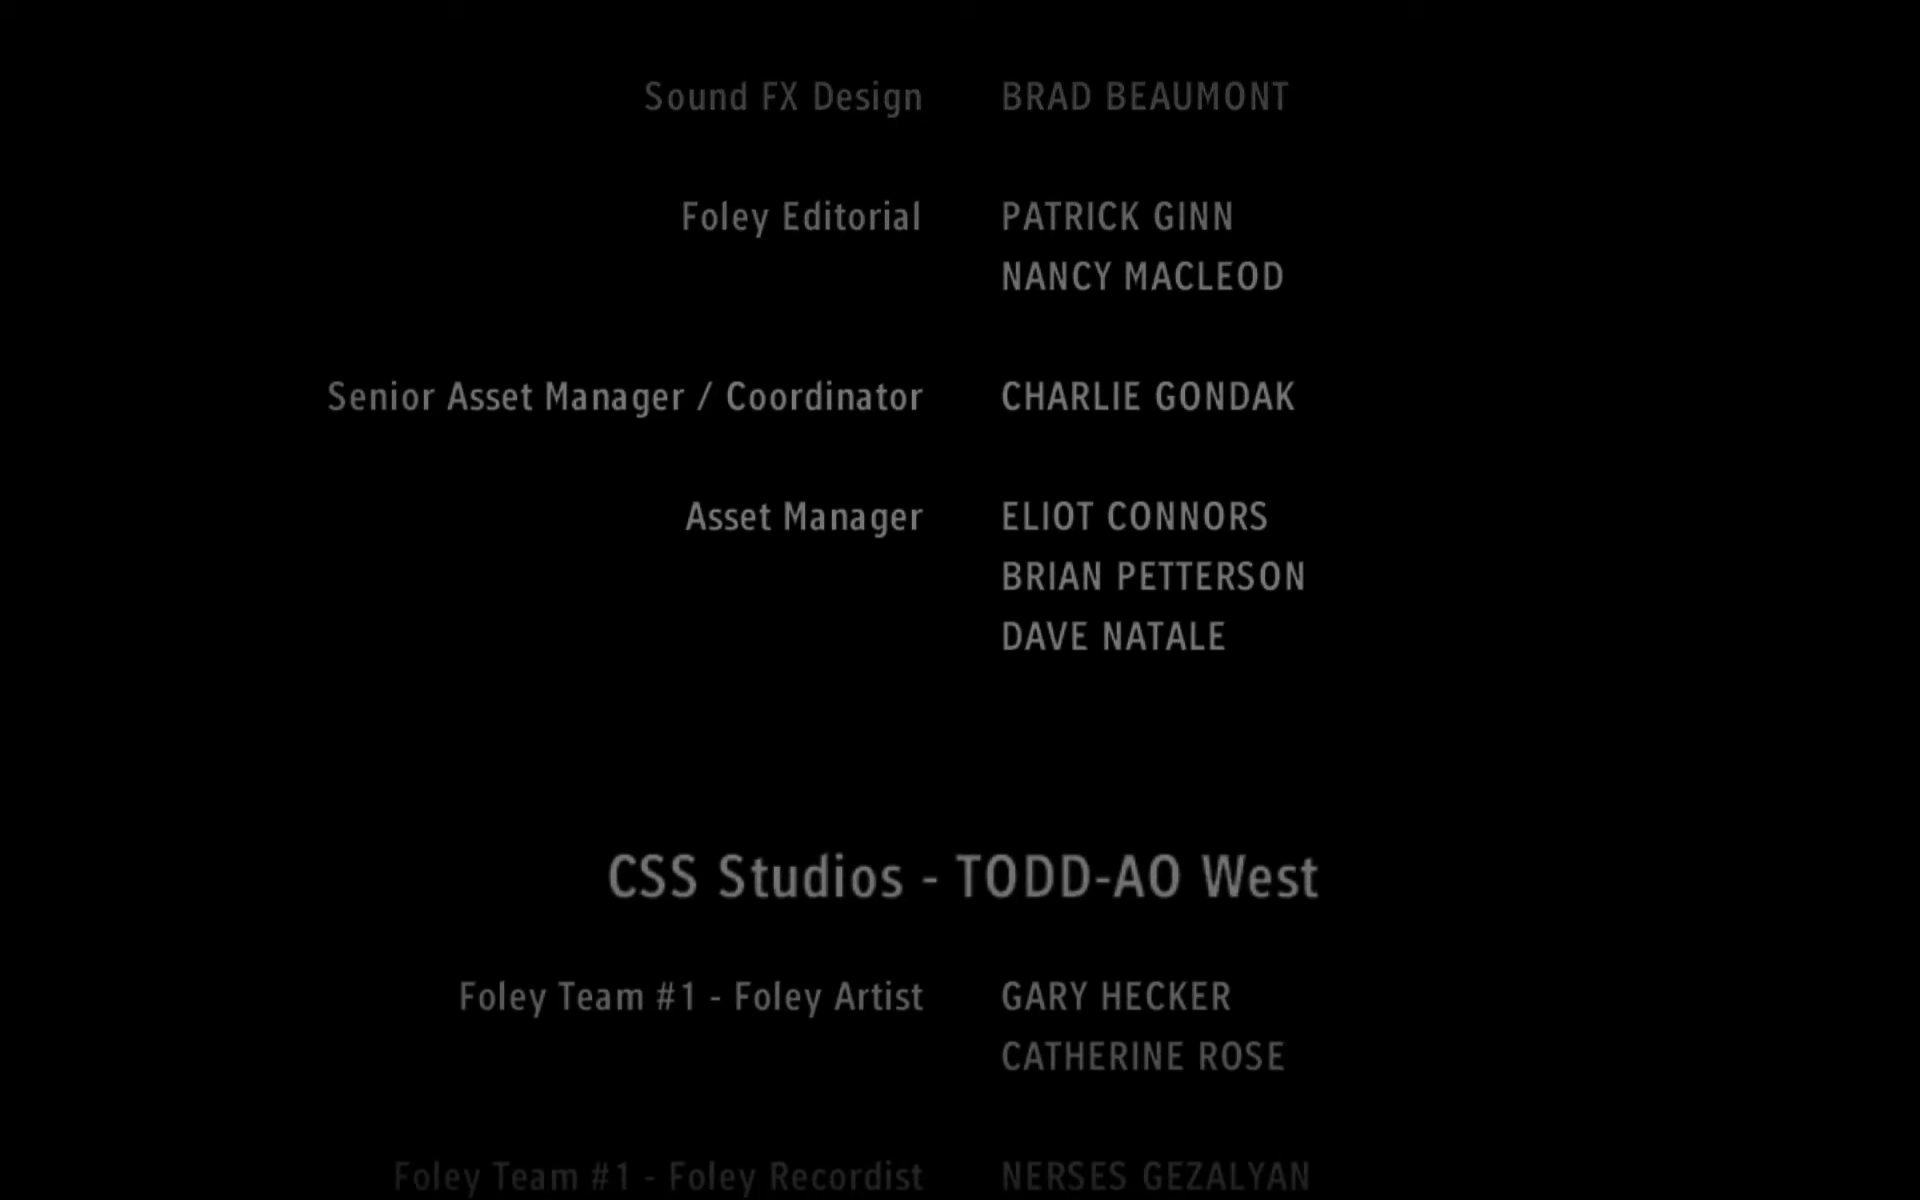 Sound FX Design BRAD BEAUMONT
Foley Editorial PATRICK GINN
NANCY MACLEOD
Senior Asset Manager / Coordinator CHARLIE GONDAK
Asset Manager ELIOT CONNORS
BRIAN PETTERSON
DAVE NATALE
CSS Studios - TODD-AO West
Foley Team #1 - Foley Artist GARY HECKER
CATHERINE ROSE
Foley Team #1 - Foley Recordist NERSES GEZALYAN